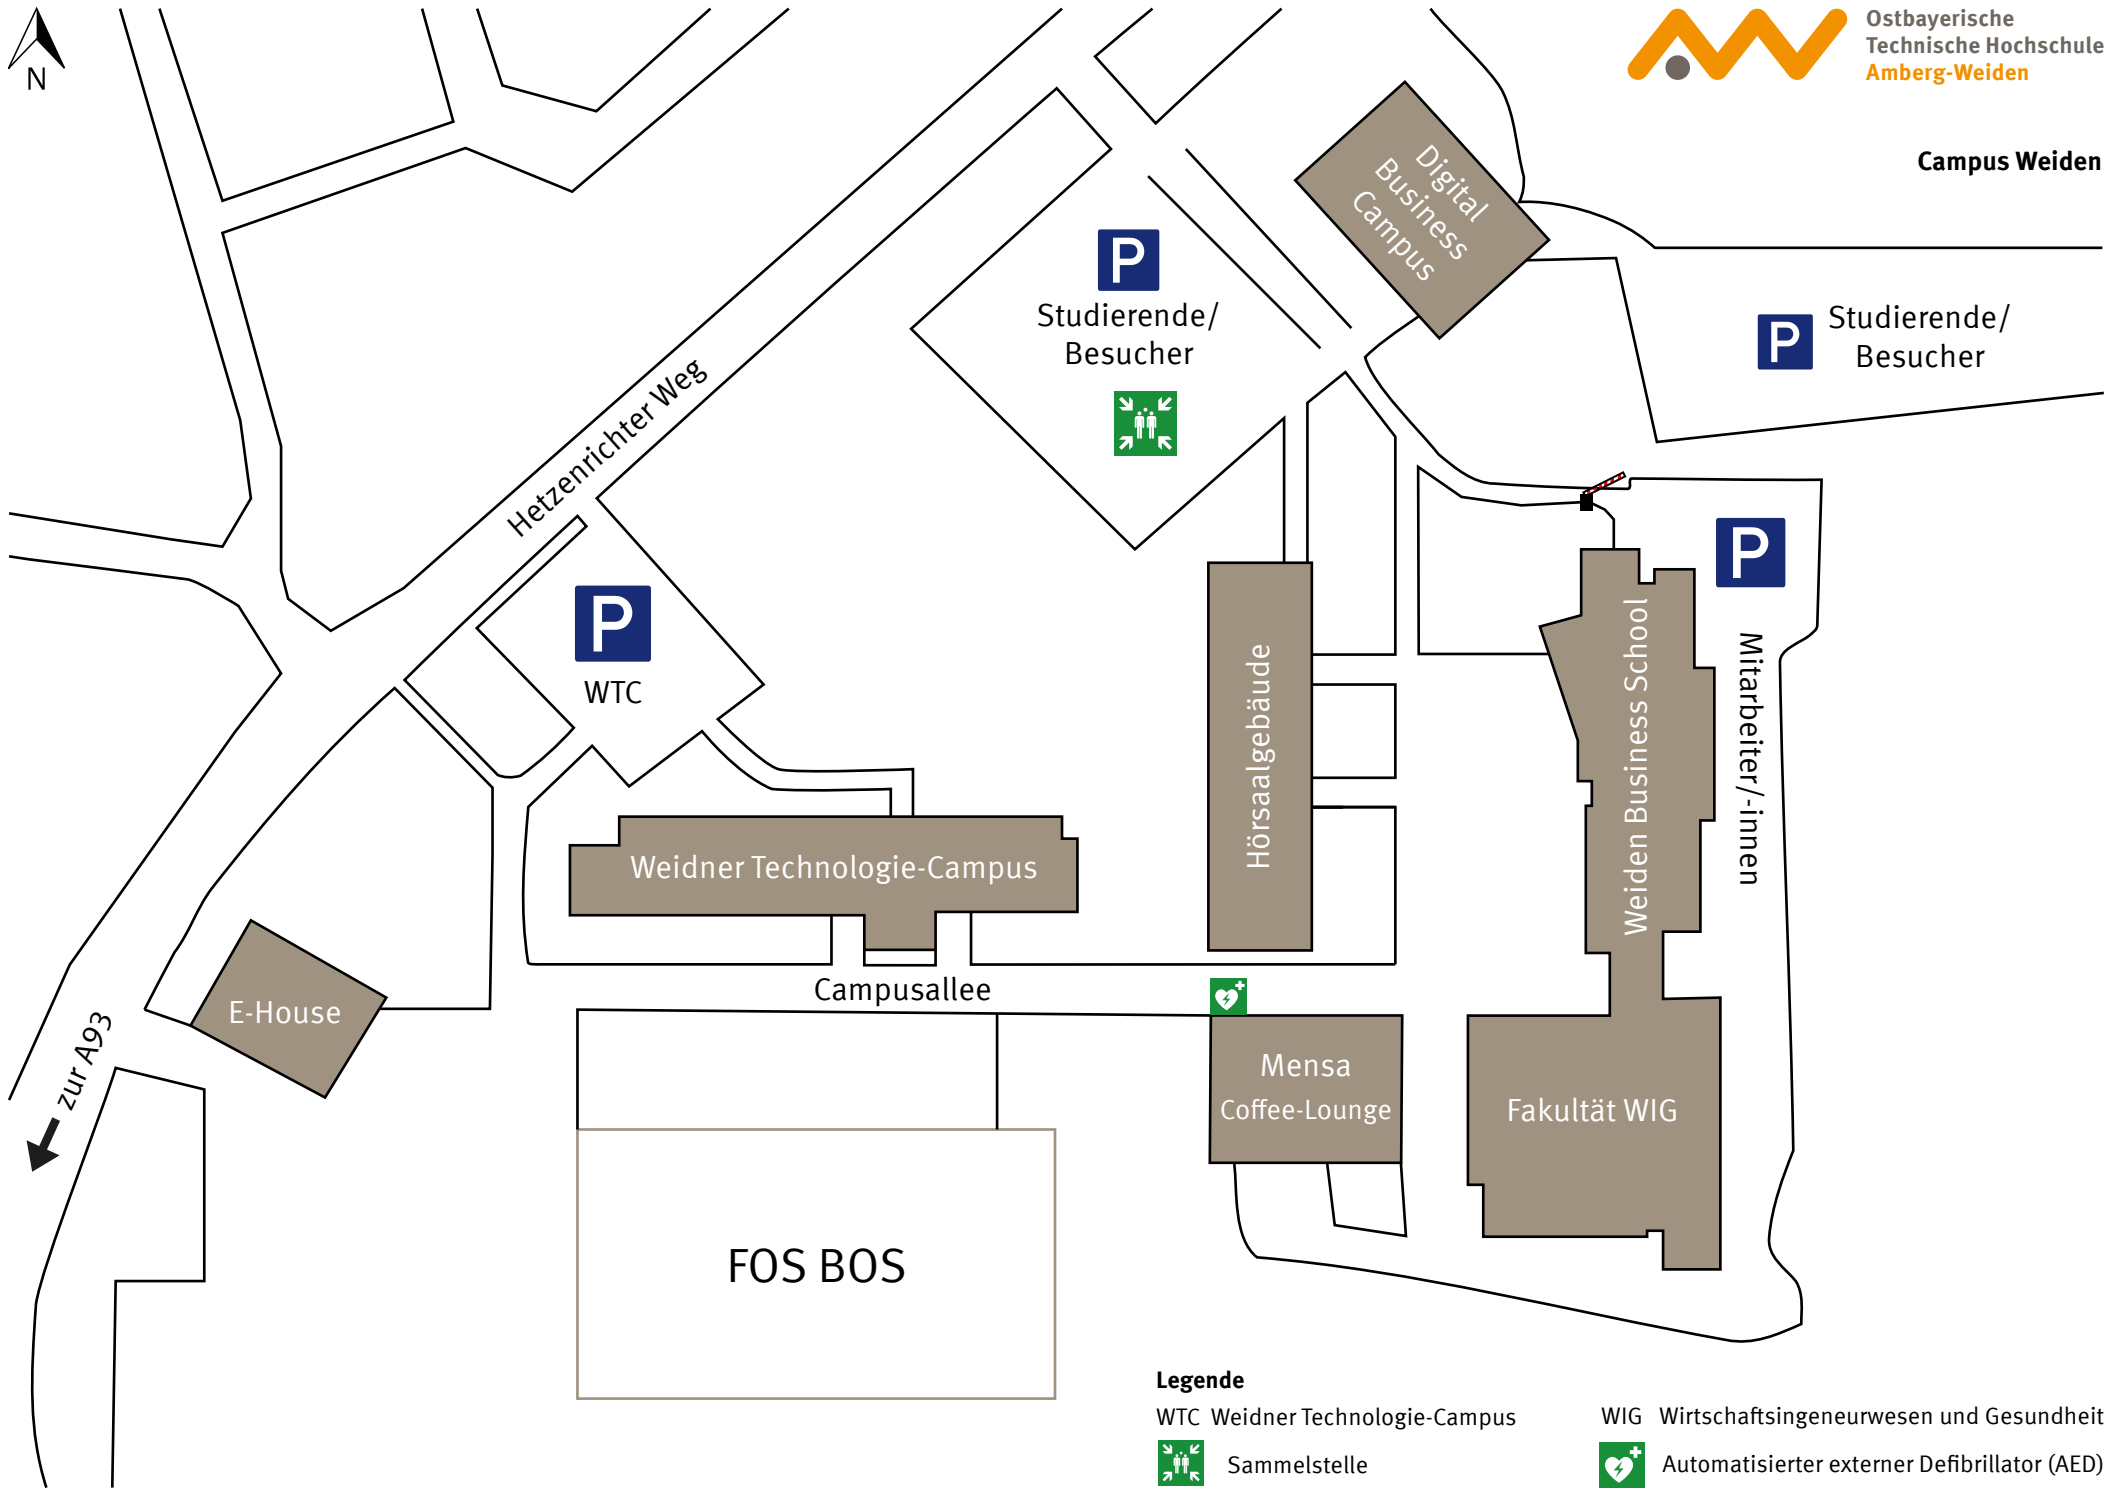 N
Ostbayerische
Technische Hochschule
Amberg-Weiden
Campus Weiden
Digital
Business
Campus
P
Studierende/
Besucher
P
Studierende/
Besucher
Hetzenrichter Weg
P
WTC
P
Mitarbeiter/-innen
Hörsaalgebäude
Weiden Business School
Weidner Technologie-Campus
Campusallee
E-House
zur A93
Mensa
Coffee-Lounge
Fakultät WIG
FOS BOS
Legende
WTC Weidner Technologie-Campus
WIG Wirtschaftsingeneurwesen und Gesundheit
Sammelstelle
Automatisierter externer Defibrillator (AED)